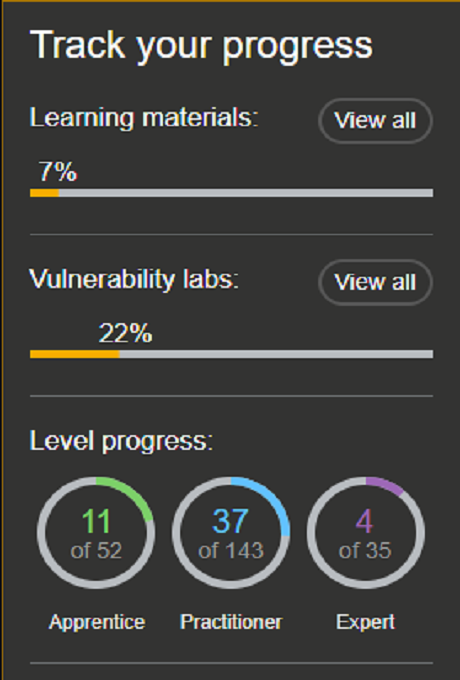 Track your progress
Learning materials:
View all
7%
Vulnerability labs:
View all
22%
Level progress:
11
of 52
37
of 143
4
of 35
Apprentice
Practitioner
Expert